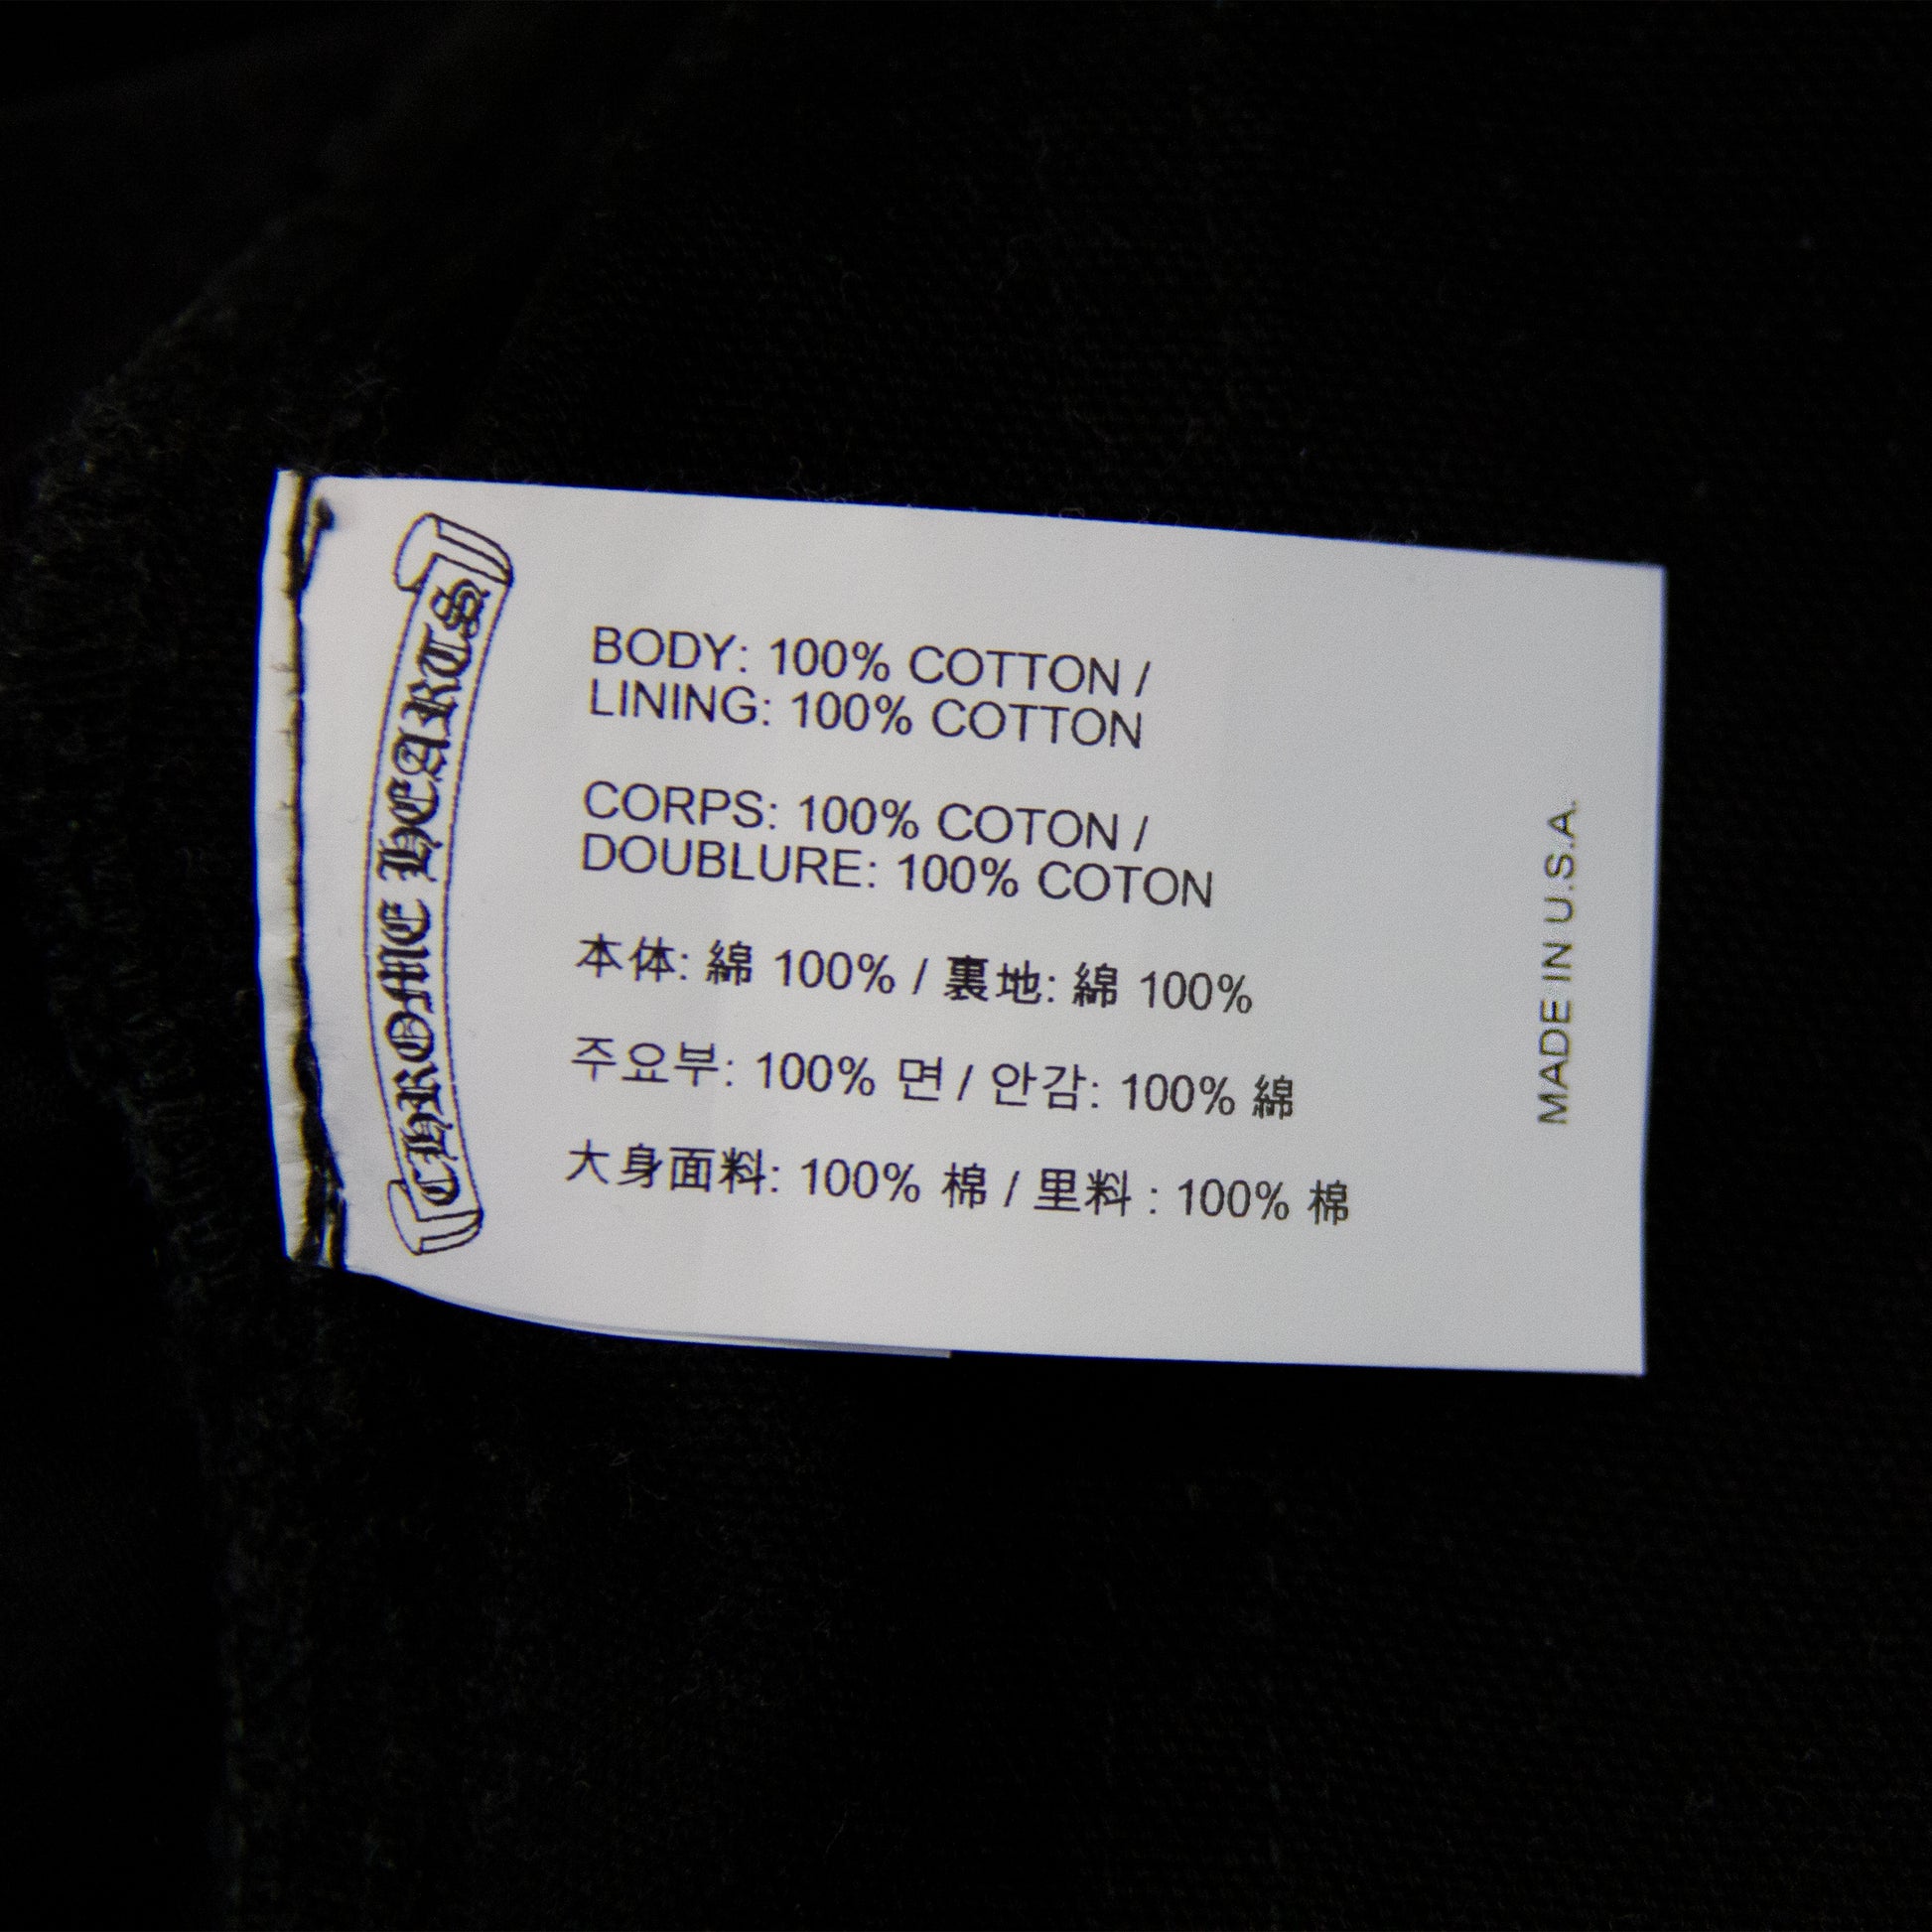 CHROME HEARTS
BODY: 100% COTTON /
LINING: 100% COTTON
CORPS: 100% COTON /
DOUBLURE: 100% COTON
本体: 綿 100% / 裏地: 綿 100%
주요부: 100% 면 / 안감: 100% 綿
大身面料: 100% 棉 / 里料 : 100% 棉
MADE IN U.S.A.